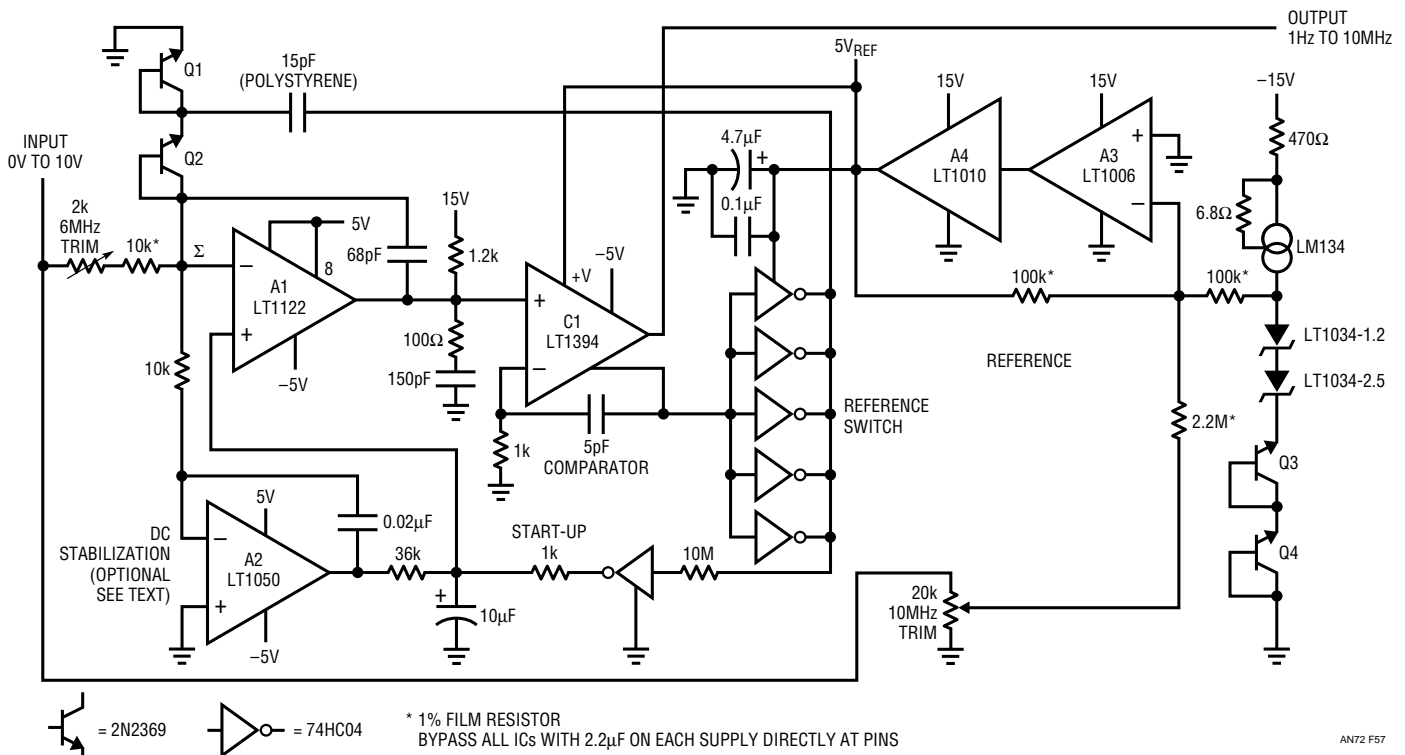 OUTPUT
1Hz TO 10MHz
Q1
15pF
(POLYSTYRENE)
5VREF
15V
15V
–15V
INPUT
0V TO 10V
Q2
4.7µF
+
A4
LT1010
A3
LT1006
+
–
470Ω
2k
6MHz
TRIM
10k*
Σ
5V
8
15V
0.1µF
6.8Ω
LM134
–
A1
LT1122
+
–5V
68pF
1.2k
+V
–5V
+
C1
LT1394
–
100k*
100k*
10k
100Ω
150pF
REFERENCE
LT1034-1.2
LT1034-2.5
1k
5pF
COMPARATOR
REFERENCE
SWITCH
2.2M*
Q3
DC
STABILIZATION
(OPTIONAL
SEE TEXT)
5V
–
A2
LT1050
+
–5V
0.02µF
36k
START-UP
1k
10M
+
10µF
20k
10MHz
TRIM
Q4
= 2N2369
= 74HC04
* 1% FILM RESISTOR
BYPASS ALL ICs WITH 2.2µF ON EACH SUPPLY DIRECTLY AT PINS
AN72 F57